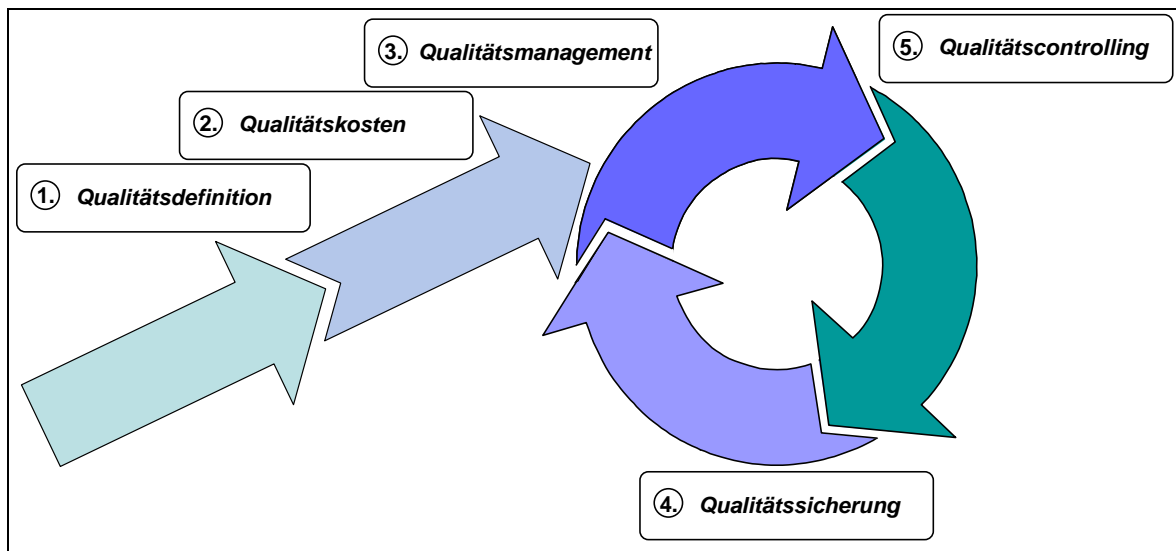 1. Qualitätsdefinition
2. Qualitätskosten
3. Qualitätsmanagement
4. Qualitätssicherung
5. Qualitätscontrolling